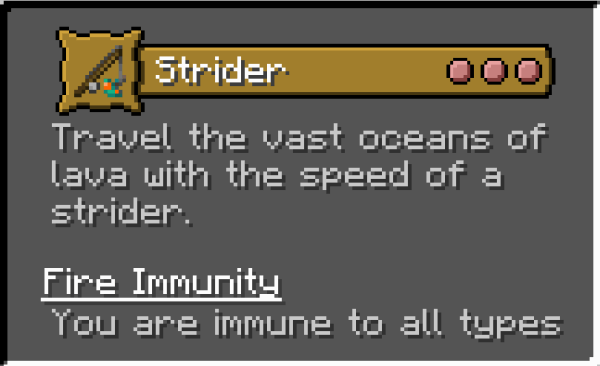 Strider
Travel the vast oceans of
lava with the speed of a
strider.
Fire Immunity
You are immune to all types